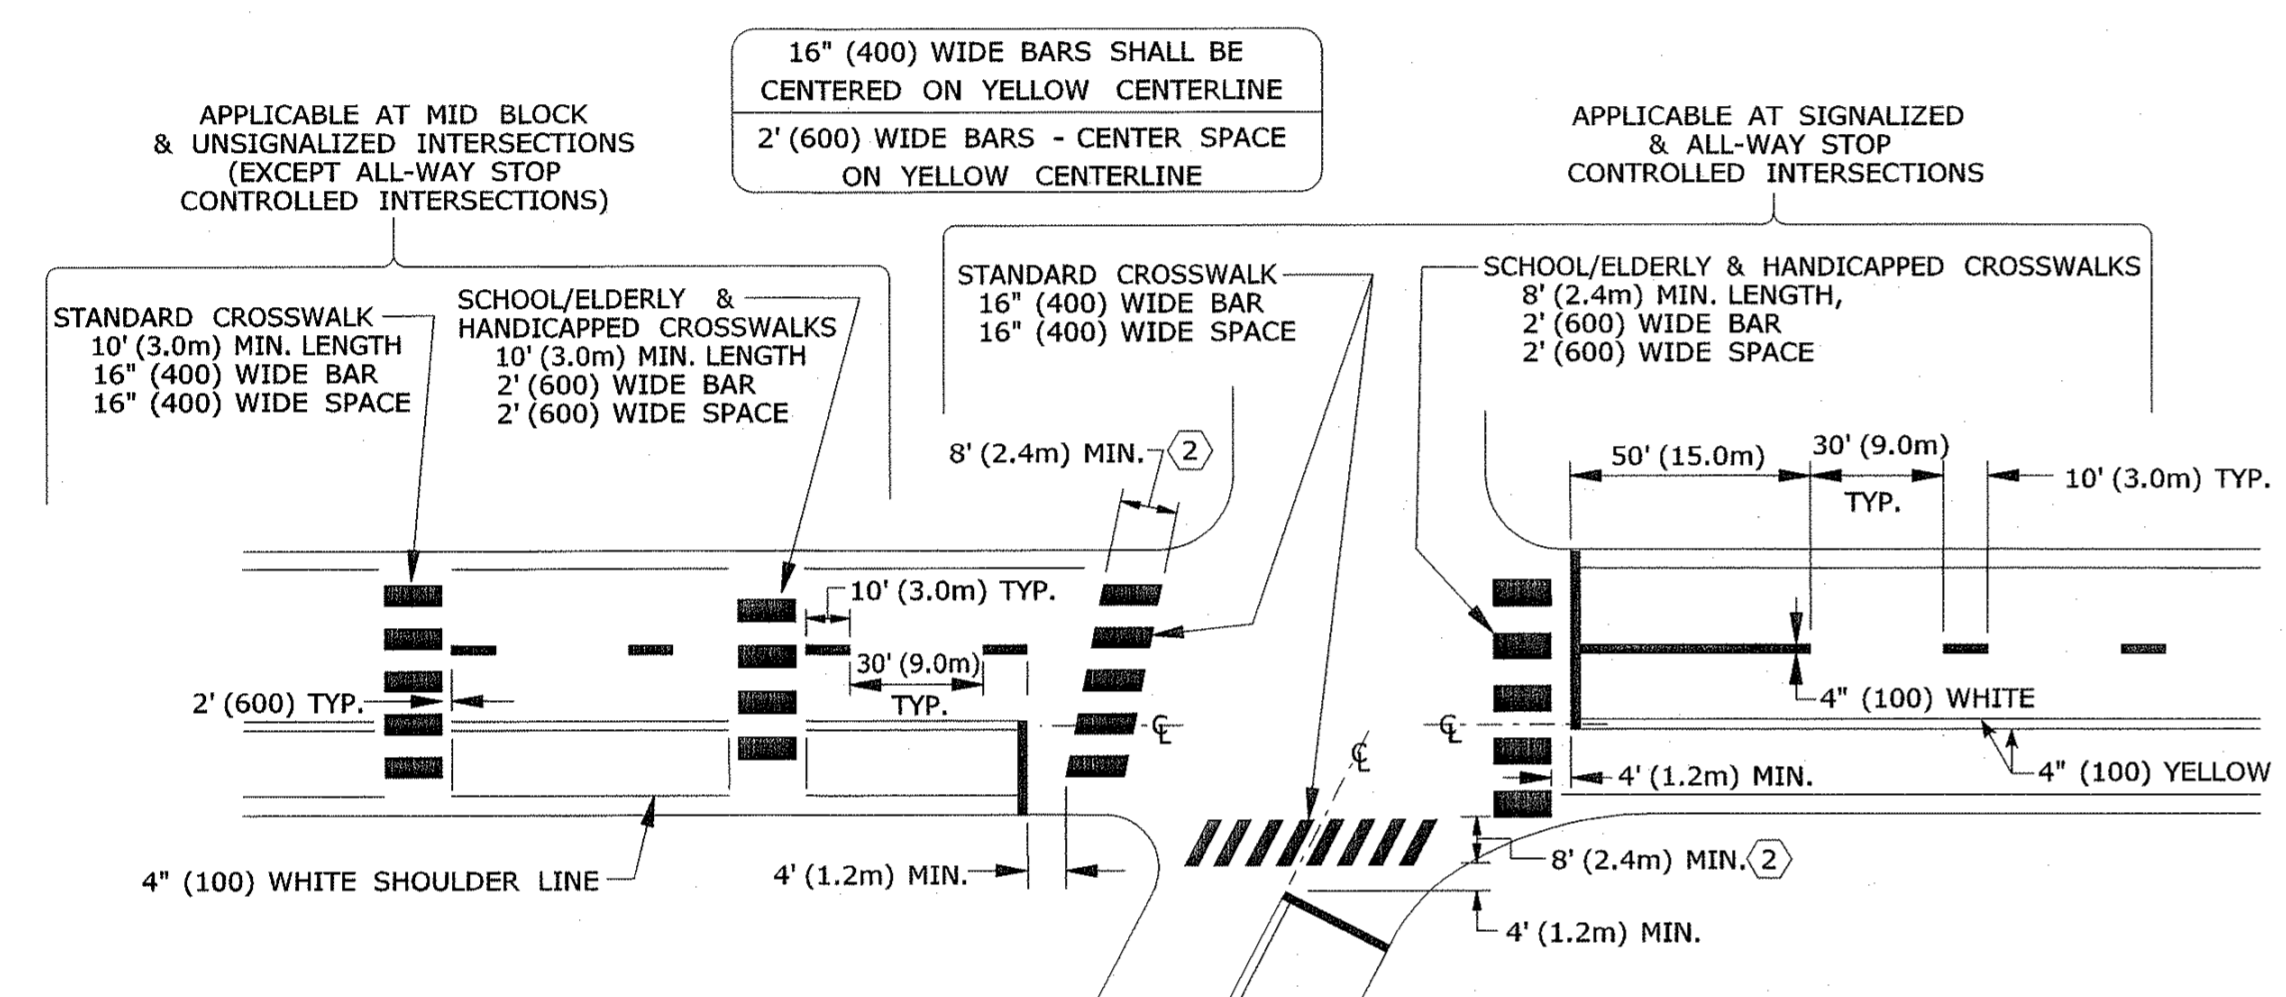 16" (400) WIDE BARS SHALL BE
CENTERED ON YELLOW CENTERLINE
2' (600) WIDE BARS - CENTER SPACE
ON YELLOW CENTERLINE
APPLICABLE AT MID BLOCK
& UNSIGNALIZED INTERSECTIONS
(EXCEPT ALL-WAY STOP
CONTROLLED INTERSECTIONS)
APPLICABLE AT SIGNALIZED
& ALL-WAY STOP
CONTROLLED INTERSECTIONS
STANDARD CROSSWALK
10' (3.0m) MIN. LENGTH
16" (400) WIDE BAR
16" (400) WIDE SPACE
SCHOOL/ELDERLY &
HANDICAPPED CROSSWALKS
10' (3.0m) MIN. LENGTH
2' (600) WIDE BAR
2' (600) WIDE SPACE
STANDARD CROSSWALK
16" (400) WIDE BAR
16" (400) WIDE SPACE
SCHOOL/ELDERLY & HANDICAPPED CROSSWALKS
8' (2.4m) MIN. LENGTH,
2' (600) WIDE BAR
2' (600) WIDE SPACE
8' (2.4m) MIN. 2
50' (15.0m)
30' (9.0m)
TYP.
10' (3.0m) TYP.
10' (3.0m) TYP.
30' (9.0m)
TYP.
2' (600) TYP.
4" (100) WHITE
℄
℄
℄
4' (1.2m) MIN.
4" (100) YELLOW
4" (100) WHITE SHOULDER LINE
4' (1.2m) MIN.
8' (2.4m) MIN. 2
4' (1.2m) MIN.